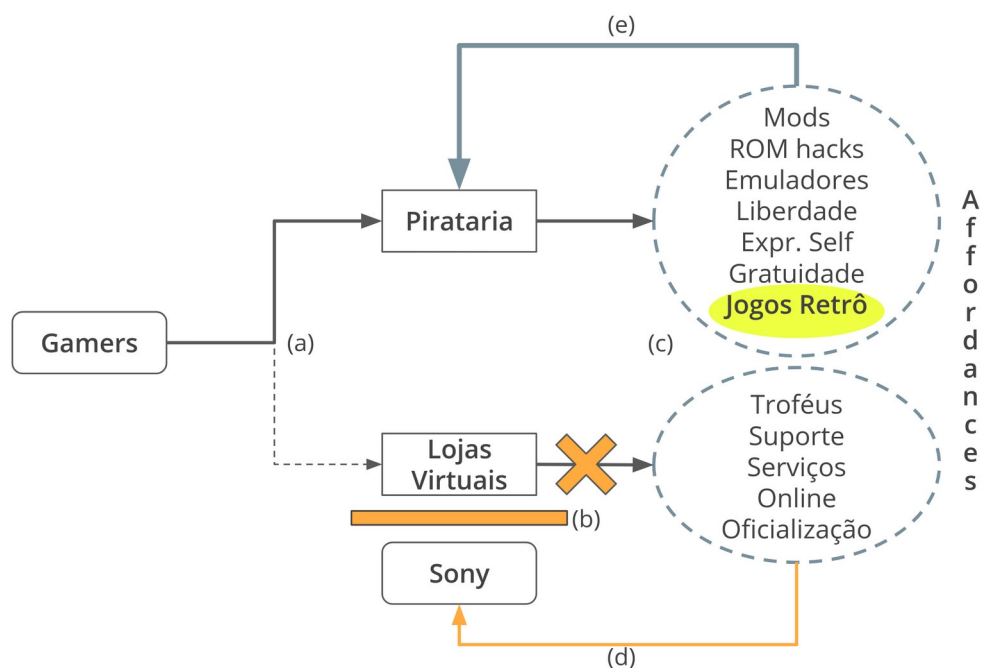 (e)
Mods
ROM hacks
Emuladores
Liberdade
Expr. Self
Gratuidade
Jogos Retrô
Pirataria
Gamers
(a)
(c)
Affordances
Lojas
Virtuais
Troféus
Suporte
Serviços
Online
Oficialização
(b)
Sony
(d)